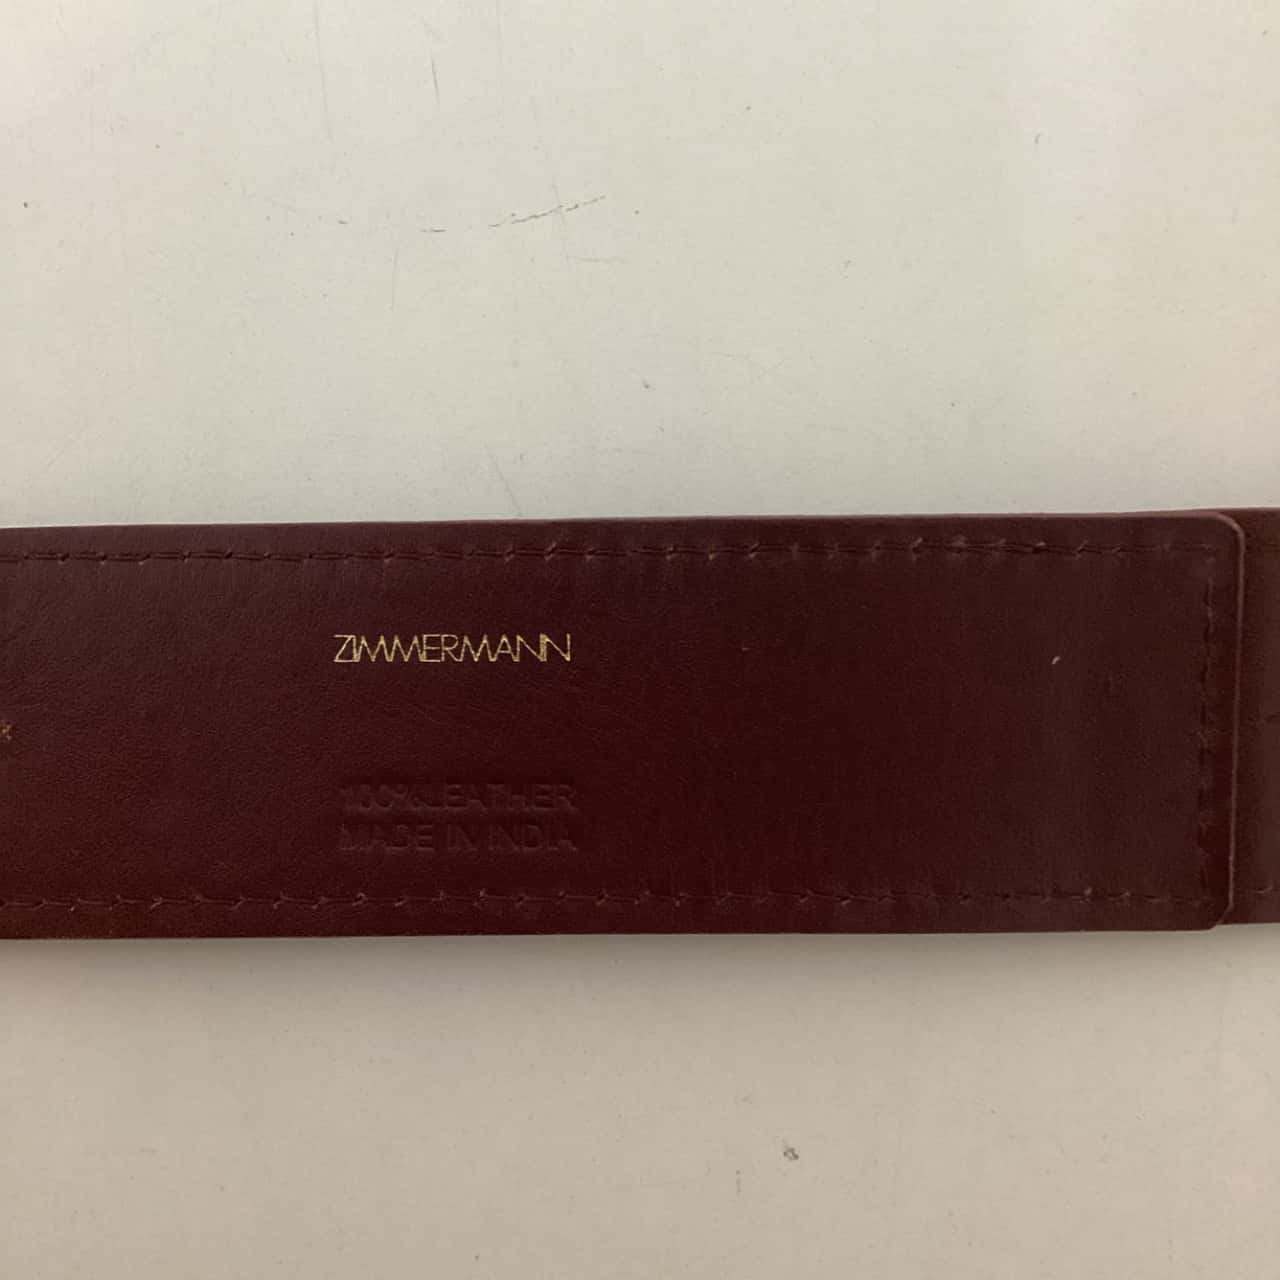 ZIMMERMANN
100% LEATHER
MADE IN INDIA